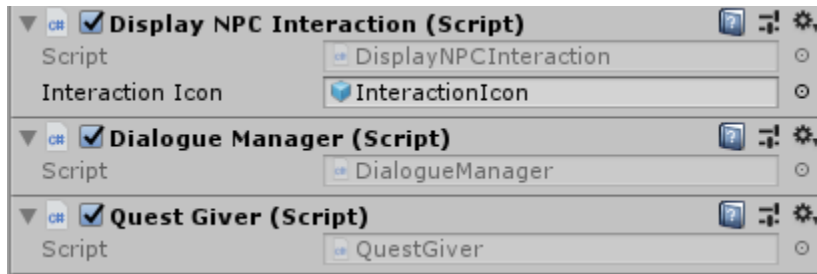 Display NPC Interaction (Script)
Script DisplayNPCInteraction
Interaction Icon InteractionIcon
Dialogue Manager (Script)
Script DialogueManager
Quest Giver (Script)
Script QuestGiver